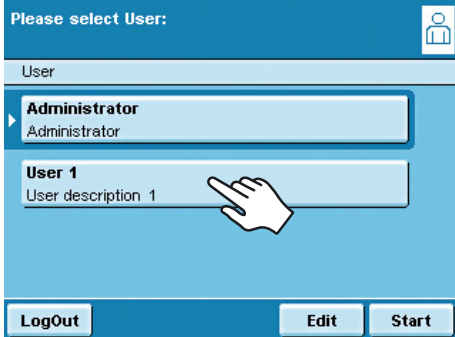 Please select User:
User
Administrator
Administrator
User 1
User description 1
LogOut Edit Start